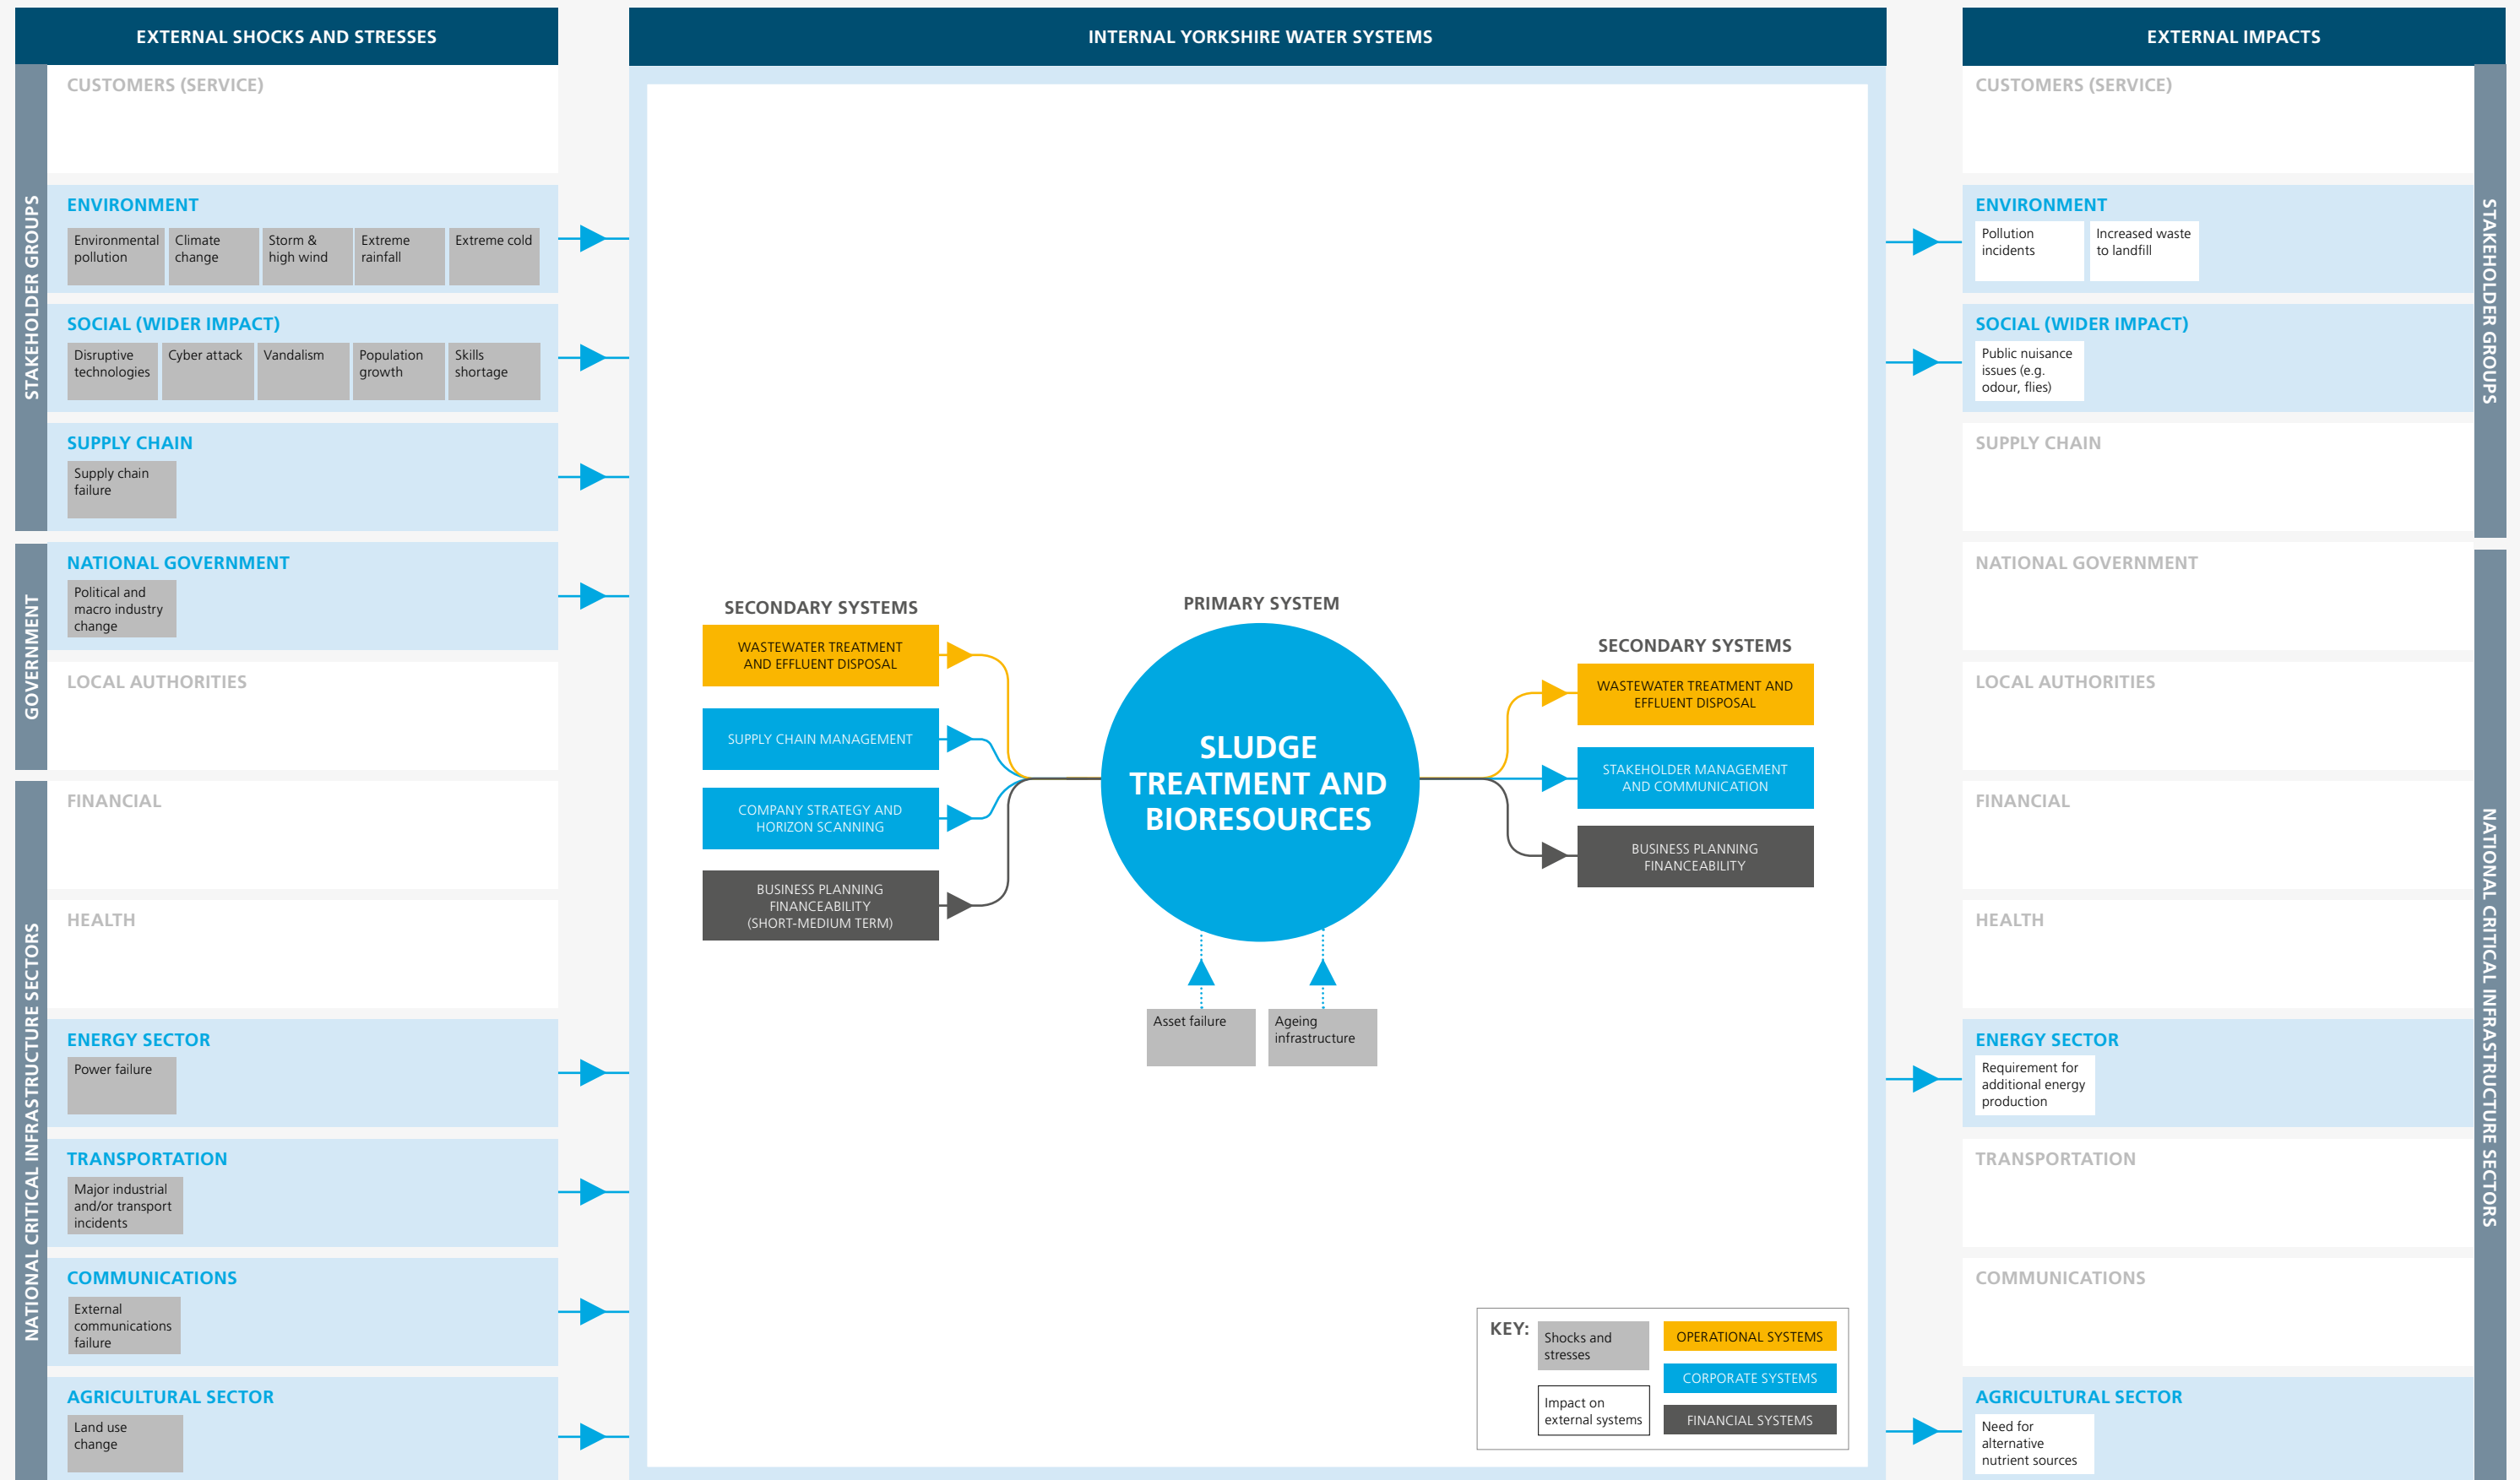 EXTERNAL SHOCKS AND STRESSES
STAKEHOLDER GROUPS
CUSTOMERS (SERVICE)
ENVIRONMENT
Environmental
pollution
Climate
change
Storm &
high wind
Extreme
rainfall
Extreme cold
SOCIAL (WIDER IMPACT)
Disruptive
technologies
Cyber attack
Vandalism
Population
growth
Skills
shortage
SUPPLY CHAIN
Supply chain
failure
GOVERNMENT
NATIONAL GOVERNMENT
Political and
macro industry
change
LOCAL AUTHORITIES
NATIONAL CRITICAL INFRASTRUCTURE SECTORS
FINANCIAL
HEALTH
ENERGY SECTOR
Power failure
TRANSPORTATION
Major industrial
and/or transport
incidents
COMMUNICATIONS
External
communications
failure
AGRICULTURAL SECTOR
Land use
change
INTERNAL YORKSHIRE WATER SYSTEMS
SECONDARY SYSTEMS
WASTEWATER TREATMENT
AND EFFLUENT DISPOSAL
SUPPLY CHAIN MANAGEMENT
COMPANY STRATEGY AND
HORIZON SCANNING
BUSINESS PLANNING
FINANCEABILITY
(SHORT-MEDIUM TERM)
PRIMARY SYSTEM
SLUDGE
TREATMENT AND
BIORESOURCES
Asset failure
Ageing
infrastructure
SECONDARY SYSTEMS
WASTEWATER TREATMENT AND
EFFLUENT DISPOSAL
STAKEHOLDER MANAGEMENT
AND COMMUNICATION
BUSINESS PLANNING
FINANCEABILITY
KEY:
Shocks and
stresses
Impact on
external systems
OPERATIONAL SYSTEMS
CORPORATE SYSTEMS
FINANCIAL SYSTEMS
EXTERNAL IMPACTS
STAKEHOLDER GROUPS
CUSTOMERS (SERVICE)
ENVIRONMENT
Pollution
incidents
Increased waste
to landfill
SOCIAL (WIDER IMPACT)
Public nuisance
issues (e.g.
odour, flies)
SUPPLY CHAIN
NATIONAL CRITICAL INFRASTRUCTURE SECTORS
NATIONAL GOVERNMENT
LOCAL AUTHORITIES
FINANCIAL
HEALTH
ENERGY SECTOR
Requirement for
additional energy
production
TRANSPORTATION
COMMUNICATIONS
AGRICULTURAL SECTOR
Need for
alternative
nutrient sources